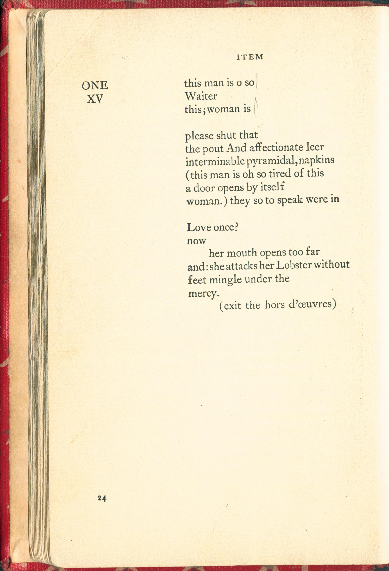 ITEM
ONE
XV
this man is o so
Waiter
this;woman is
please shut that
the pout And affectionate leer
interminable pyramidal,napkins
(this man is oh so tired of this
a door opens by itself
woman.) they so to speak were in
Love once?
now
her mouth opens too far
and:she attacks her Lobster without
feet mingle under the
mercy.
(exit the hors d'œuvres)
24